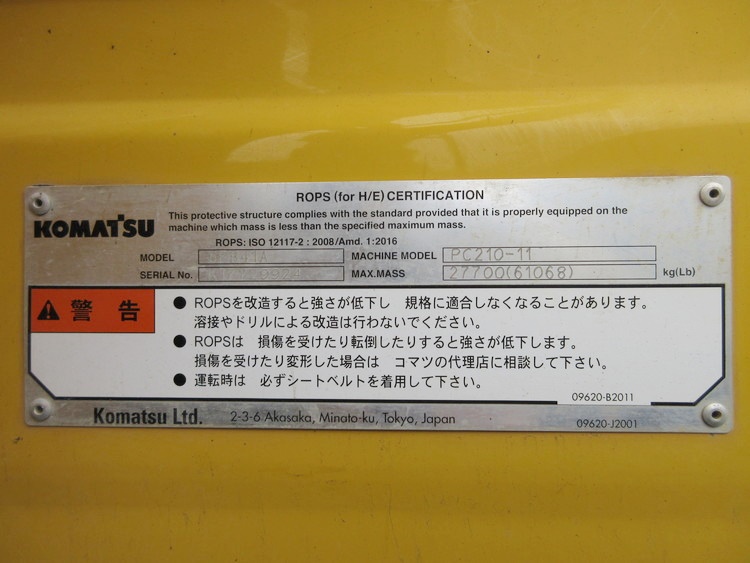 ROPS (for H/E) CERTIFICATION
KOMATSU
This protective structure complies with the standard provided that it is properly equipped on the
machine which mass is less than the specified maximum mass.
ROPS: ISO 12117-2 : 2008/Amd. 1:2016
MODEL MACHINE MODEL PC210-11
SERIAL No. MAX.MASS 27700(61068) kg(Lb)
警告
● ROPSを改造すると強さが低下し 規格に適合しなくなることがあります。
溶接やドリルによる改造は行わないでください。
● ROPSは 損傷を受けたり転倒したりすると強さが低下します。
損傷を受けたり変形した場合は コマツの代理店に相談して下さい。
● 運転時は 必ずシートベルトを着用して下さい。
09620-B2011
Komatsu Ltd. 2-3-6 Akasaka, Minato-ku, Tokyo, Japan 09620-J2001